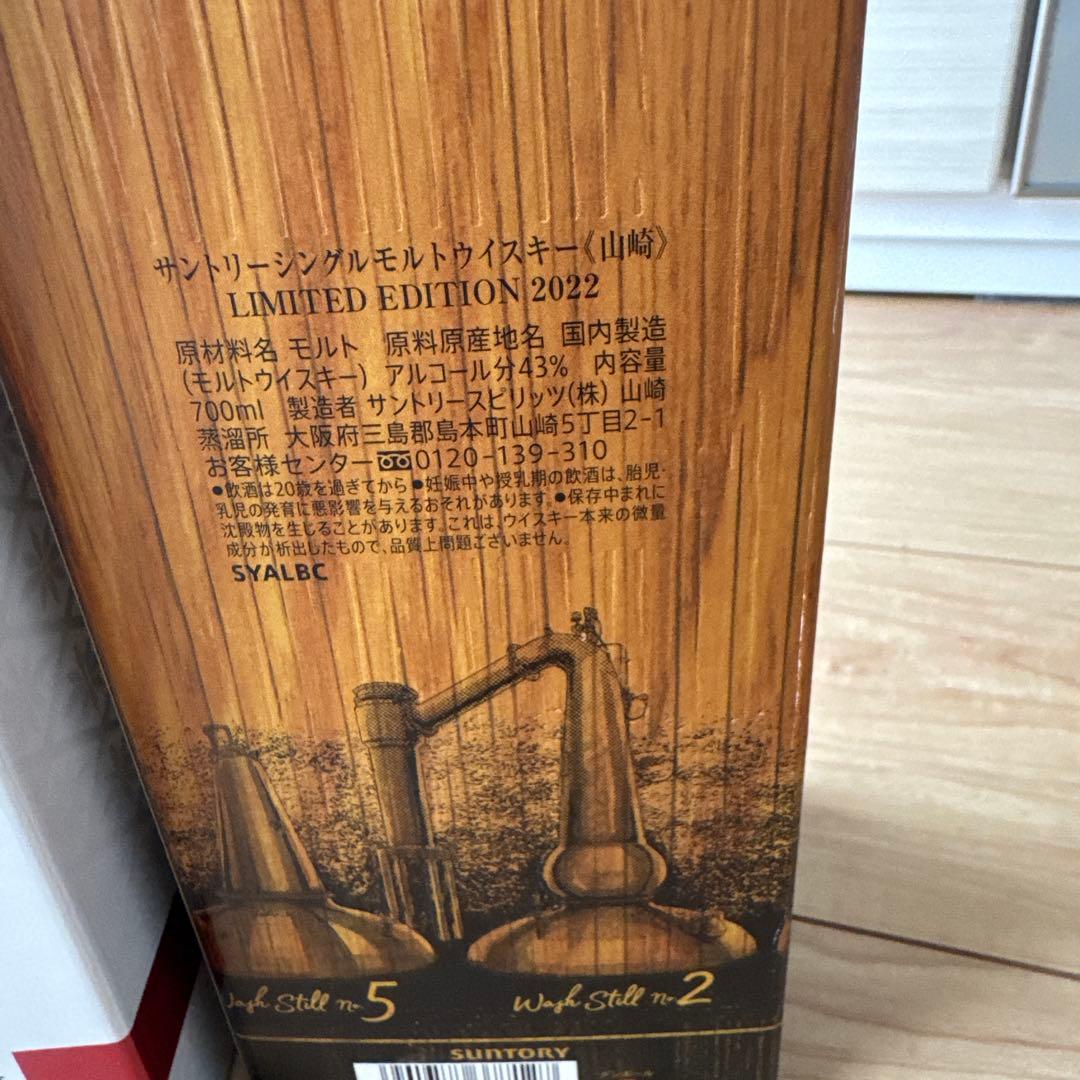 サントリーシングルモルトウイスキー《山崎》
LIMITED EDITION 2022
原材料名 モルト 原料原産地名 国内製造
(モルトウイスキー) アルコール分43% 内容量
700ml 製造者 サントリースピリッツ(株) 山崎
蒸溜所 大阪府三島郡島本町山崎5丁目2-1
お客様センター 0120-139-310
●飲酒は20歳を過ぎてから ●妊娠中や授乳期の飲酒は、胎児・
乳児の発育に悪影響を与えるおそれがあります。●保存中まれに
沈殿物を生じることがあります。これは、ウイスキー本来の微量
成分が析出したもので、品質上問題ございません。
SYALBC
Wash Still No. 5
Wash Still No. 2
SUNTORY
ダンボール